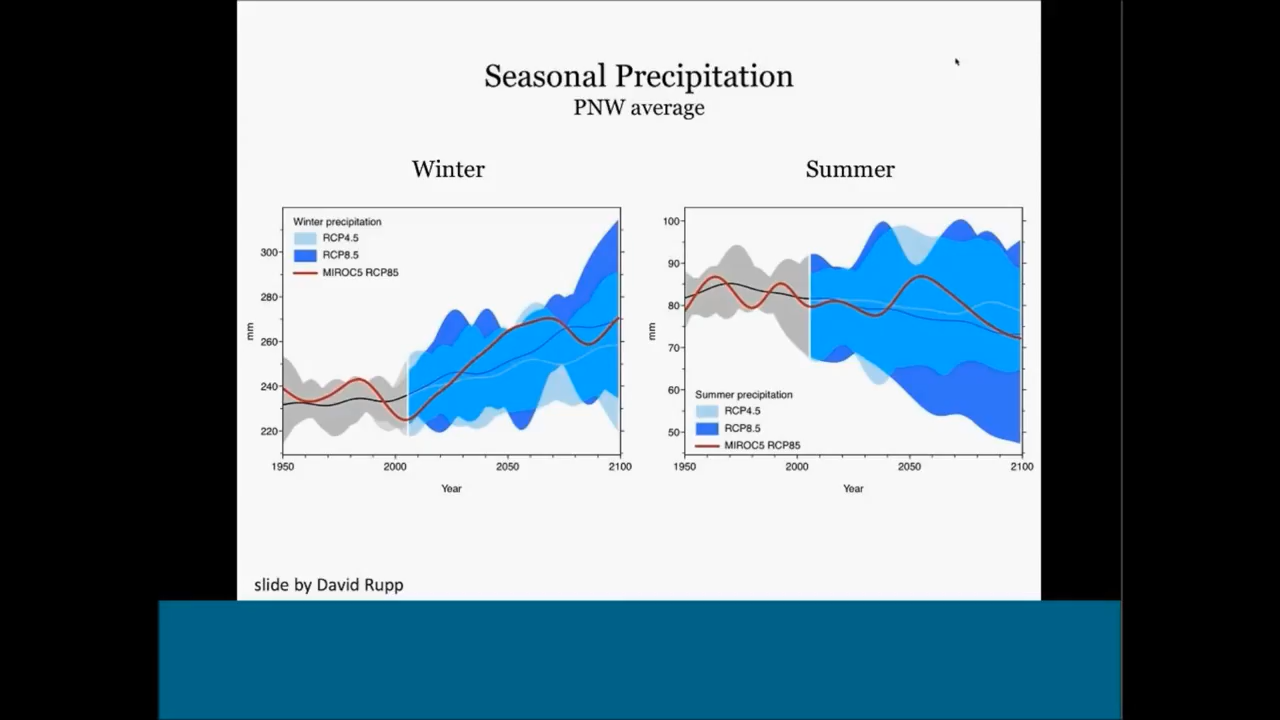 Seasonal Precipitation
PNW average
Winter
Summer
Winter precipitation
RCP4.5
RCP8.5
MIROC5 RCP85
300
280
260
240
220
mm
1950
2000
2050
2100
Year
100
90
80
70
60
50
mm
Summer precipitation
RCP4.5
RCP8.5
MIROC5 RCP85
1950
2000
2050
2100
Year
slide by David Rupp